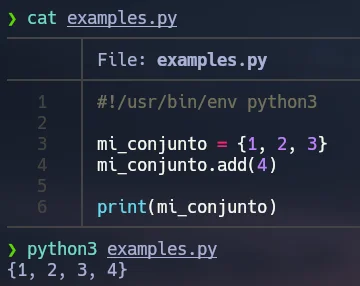 ❯ cat examples.py
File: examples.py
1 #!/usr/bin/env python3
2
3 mi_conjunto = {1, 2, 3}
4 mi_conjunto.add(4)
5
6 print(mi_conjunto)
❯ python3 examples.py
{1, 2, 3, 4}